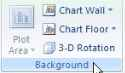 Plot
Area
Chart Wall
Chart Floor
3-D Rotation
Background